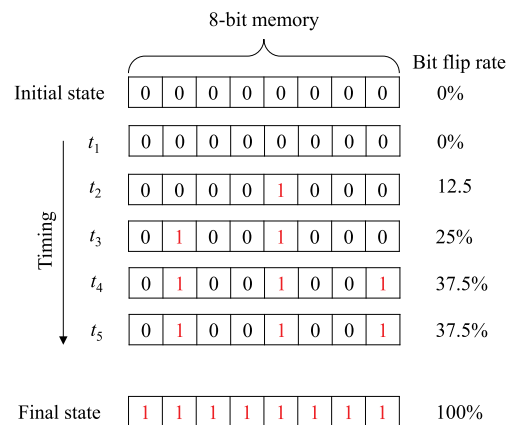 8-bit memory
Bit flip rate
Initial state 0 0 0 0 0 0 0 0 0%
t1 0 0 0 0 0 0 0 0 0%
t2 0 0 0 0 1 0 0 0 12.5
t3 0 1 0 0 1 0 0 0 25%
t4 0 1 0 0 1 0 0 1 37.5%
t5 0 1 0 0 1 0 0 1 37.5%
Timing
Final state 1 1 1 1 1 1 1 1 100%